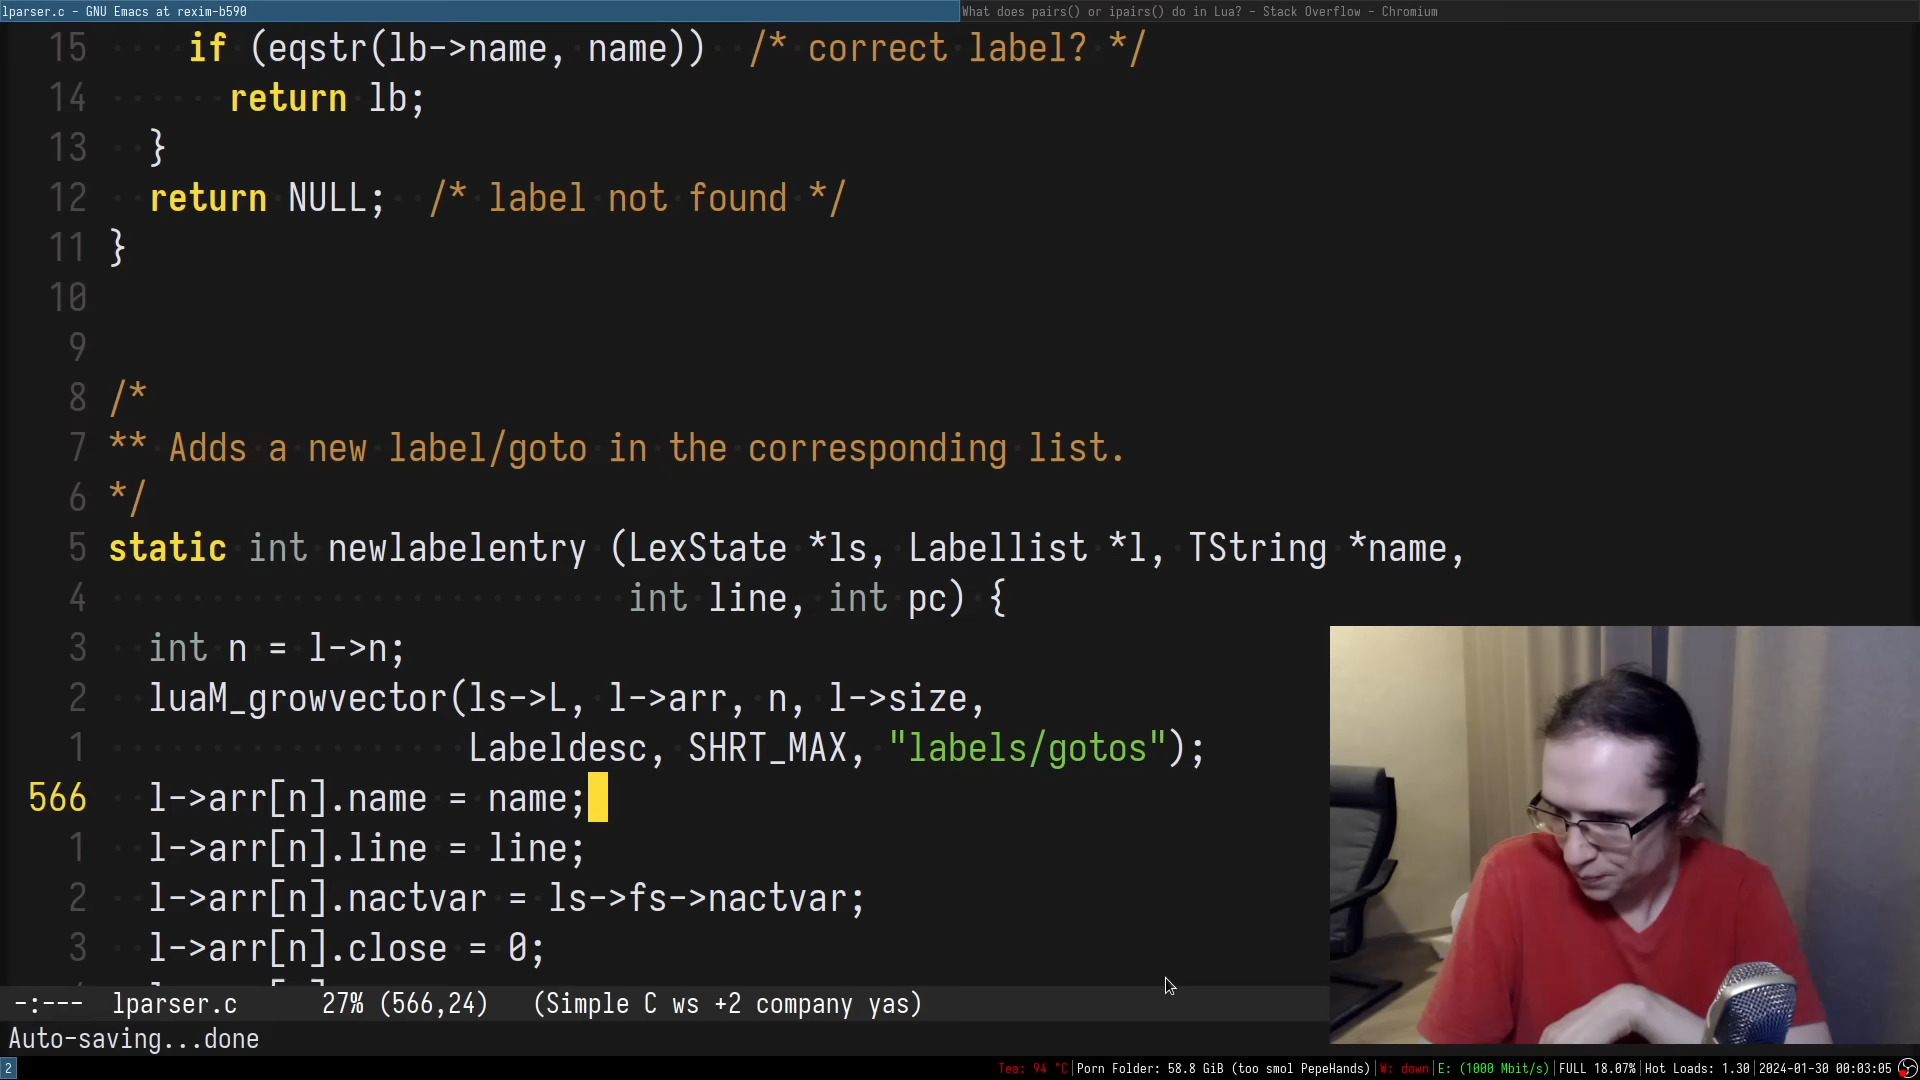 lparser.c - GNU Emacs at rexim-b590
What does pairs() or ipairs() do in Lua? - Stack Overflow - Chromium
15 if (eqstr(lb->name, name)) /* correct label? */
14 return lb;
13 }
12 return NULL; /* label not found */
11 }
10
9
8 /*
7 ** Adds a new label/goto in the corresponding list.
6 */
5 static int newlabelentry (LexState *ls, Labellist *l, TString *name,
4 int line, int pc) {
3 int n = l->n;
2 luaM_growvector(ls->L, l->arr, n, l->size,
1 Labeldesc, SHRT_MAX, "labels/gotos");
566 l->arr[n].name = name;
1 l->arr[n].line = line;
2 l->arr[n].nactvar = ls->fs->nactvar;
3 l->arr[n].close = 0;
-:--- lparser.c 27% (566,24) (Simple C ws +2 company yas)
Auto-saving...done
2 Tea: 94 °C|Porn Folder: 58.8 GiB (too smol PepeHands)|W: down|E: (1000 Mbit/s)|FULL 18.07%|Hot Loads: 1.30|2024-01-30 00:03:05